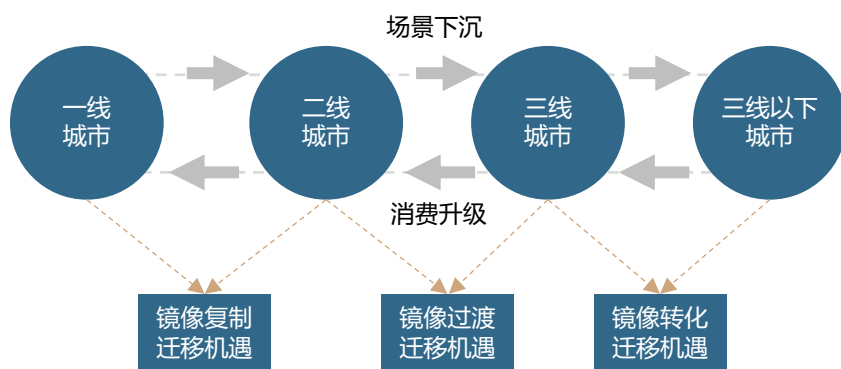 场景下沉
一线
城市
二线
城市
三线
城市
三线以下
城市
消费升级
镜像复制
迁移机遇
镜像过渡
迁移机遇
镜像转化
迁移机遇